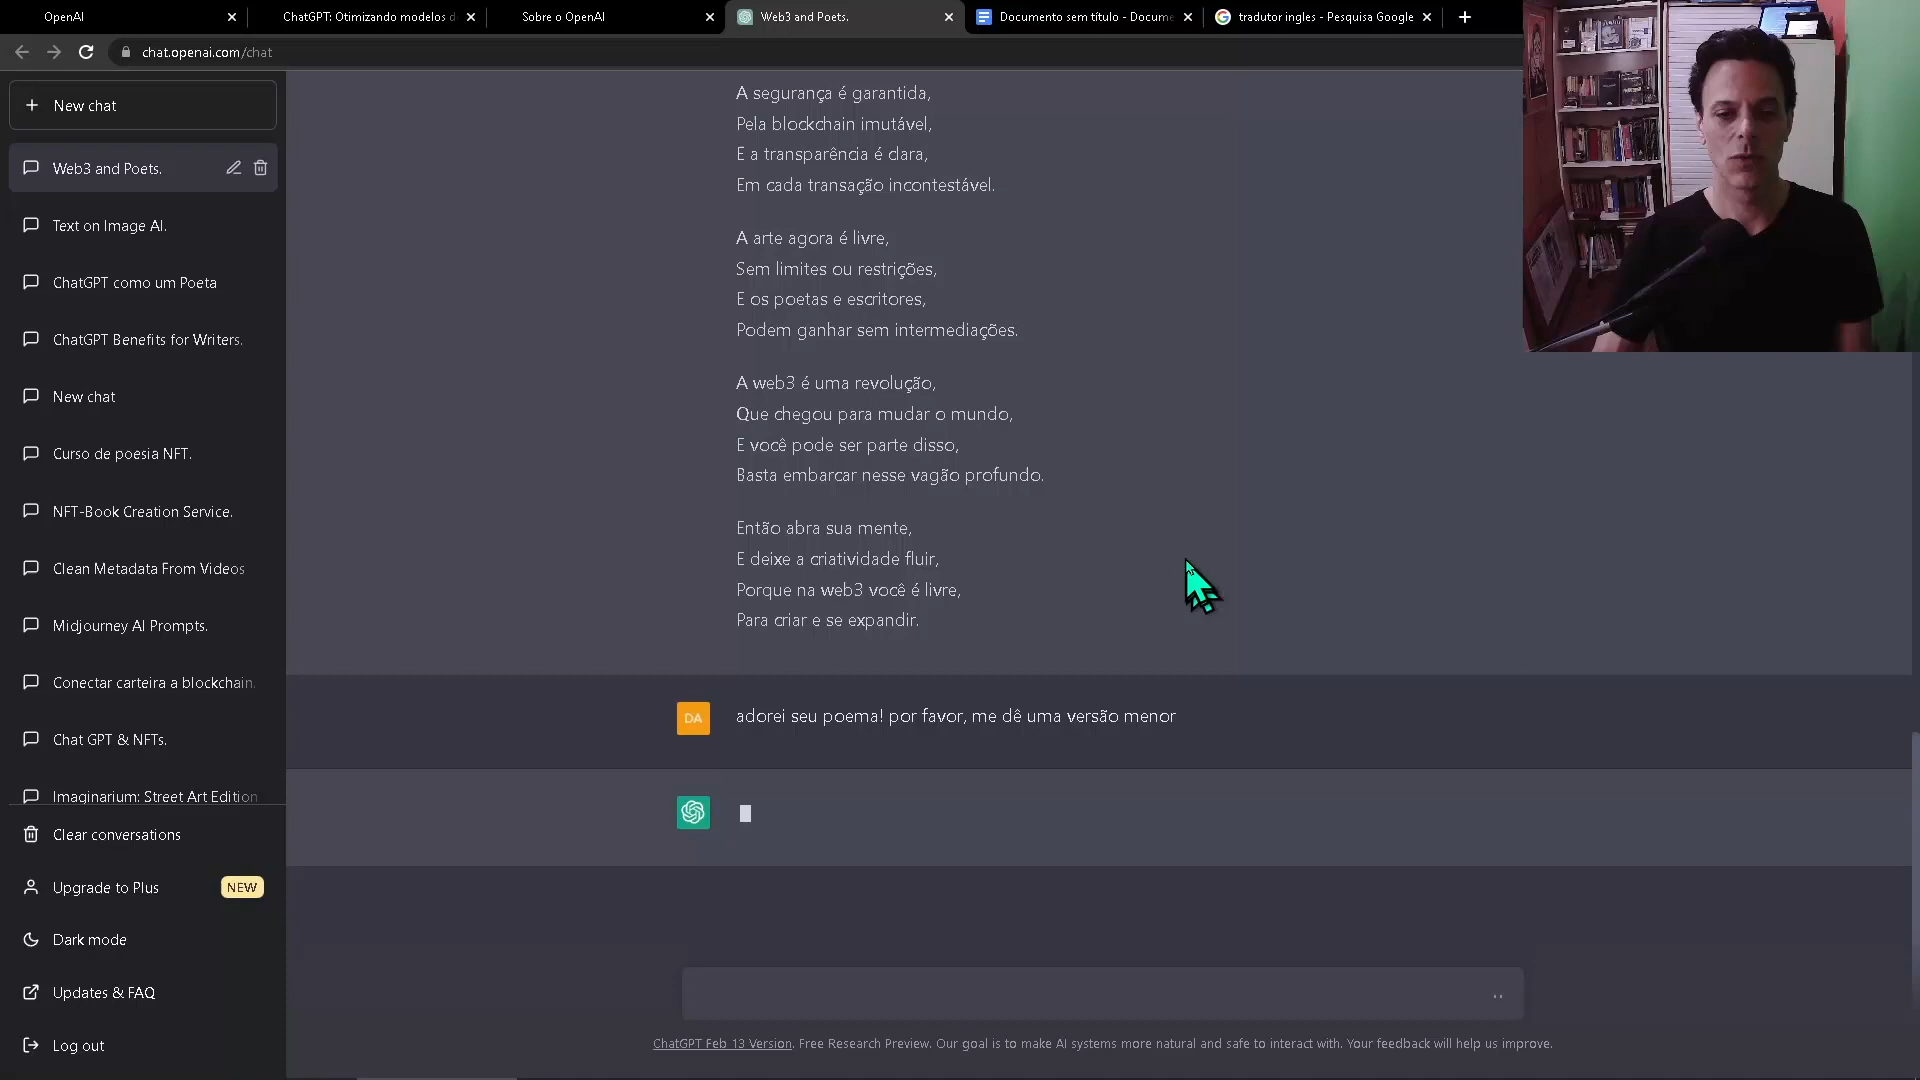 OpenAI
ChatGPT: Otimizando modelos d
Sobre o OpenAI
Web3 and Poets.
Documento sem título - Docume
tradutor ingles - Pesquisa Google
chat.openai.com/chat
New chat
Web3 and Poets.
Text on Image AI.
ChatGPT como um Poeta
ChatGPT Benefits for Writers.
New chat
Curso de poesia NFT.
NFT-Book Creation Service.
Clean Metadata From Videos
Midjourney AI Prompts.
Conectar carteira a blockchain.
Chat GPT & NFTs.
Imaginarium: Street Art Edition
Clear conversations
Upgrade to Plus
NEW
Dark mode
Updates & FAQ
Log out
A segurança é garantida,
Pela blockchain imutável,
E a transparência é clara,
Em cada transação incontestável.
A arte agora é livre,
Sem limites ou restrições,
E os poetas e escritores,
Podem ganhar sem intermediações.
A web3 é uma revolução,
Que chegou para mudar o mundo,
E você pode ser parte disso,
Basta embarcar nesse vagão profundo.
Então abra sua mente,
E deixe a criatividade fluir,
Porque na web3 você é livre,
Para criar e se expandir.
DA
adorei seu poema! por favor, me dê uma versão menor
ChatGPT Feb 13 Version. Free Research Preview. Our goal is to make AI systems more natural and safe to interact with. Your feedback will help us improve.